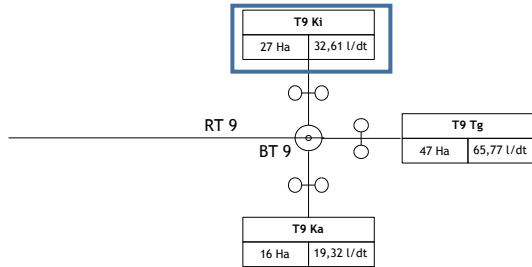 T9 Ki
27 Ha 32,61 l/dt
RT 9
BT 9
T9 Tg
47 Ha 65,77 l/dt
T9 Ka
16 Ha 19,32 l/dt